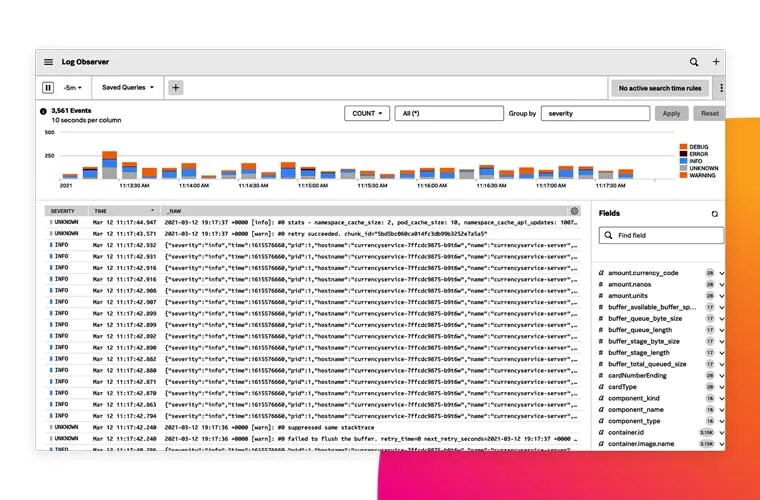 Log Observer
-5m
Saved Queries
No active search time rules
3,561 Events
10 seconds per column
COUNT
All (*)
Group by
severity
Apply
Reset
500
250
DEBUG
ERROR
INFO
UNKNOWN
WARNING
2021
11:13:30 AM
11:14:00 AM
11:14:30 AM
11:15:00 AM
11:15:30 AM
11:16:00 AM
11:16:30 AM
11:17:00 AM
11:17:30 AM
SEVERITY TIME _RAW
UNKNOWN Mar 12 11:17:44.947 2021-03-12 19:17:37 +0000 [info]: #0 stats - namespace_cache_size: 2, pod_cache_size: 10, namespace_cache_api_updates: 1007…
UNKNOWN Mar 12 11:17:43.571 2021-03-12 19:17:37 +0000 [warn]: #0 retry succeeded.
INFO Mar 12 11:17:42.932 {"severity":"info","time":1615576660,"pid":1,"hostname":"currencyservice-7ffcdc9875-b9t6w","name":"currencyservice-server",…
INFO Mar 12 11:17:42.931 {"severity":"info","time":1615576660,"pid":1,"hostname":"currencyservice-7ffcdc9875-b9t6w","name":"currencyservice-server",…
INFO Mar 12 11:17:42.916 {"severity":"info","time":1615576660,"pid":1,"hostname":"currencyservice-7ffcdc9875-b9t6w","name":"currencyservice-server",…
INFO Mar 12 11:17:42.916 {"severity":"info","time":1615576660,"pid":1,"hostname":"currencyservice-7ffcdc9875-b9t6w","name":"currencyservice-server",…
INFO Mar 12 11:17:42.908 {"severity":"info","time":1615576660,"pid":1,"hostname":"currencyservice-7ffcdc9875-b9t6w","name":"currencyservice-server",…
INFO Mar 12 11:17:42.907 {"severity":"info","time":1615576660,"pid":1,"hostname":"currencyservice-7ffcdc9875-b9t6w","name":"currencyservice-server",…
INFO Mar 12 11:17:42.899 {"severity":"info","time":1615576660,"pid":1,"hostname":"currencyservice-7ffcdc9875-b9t6w","name":"currencyservice-server",…
INFO Mar 12 11:17:42.899 {"severity":"info","time":1615576660,"pid":1,"hostname":"currencyservice-7ffcdc9875-b9t6w","name":"currencyservice-server",…
INFO Mar 12 11:17:42.892 {"severity":"info","time":1615576660,"pid":1,"hostname":"currencyservice-7ffcdc9875-b9t6w","name":"currencyservice-server",…
INFO Mar 12 11:17:42.890 {"severity":"info","time":1615576660,"pid":1,"hostname":"currencyservice-7ffcdc9875-b9t6w","name":"currencyservice-server",…
INFO Mar 12 11:17:42.882 {"severity":"info","time":1615576660,"pid":1,"hostname":"currencyservice-7ffcdc9875-b9t6w","name":"currencyservice-server",…
INFO Mar 12 11:17:42.880 {"severity":"info","time":1615576660,"pid":1,"hostname":"currencyservice-7ffcdc9875-b9t6w","name":"currencyservice-server",…
INFO Mar 12 11:17:42.871 {"severity":"info","time":1615576660,"pid":1,"hostname":"currencyservice-7ffcdc9875-b9t6w","name":"currencyservice-server",…
INFO Mar 12 11:17:42.870 {"severity":"info","time":1615576660,"pid":1,"hostname":"currencyservice-7ffcdc9875-b9t6w","name":"currencyservice-server",…
INFO Mar 12 11:17:42.863 {"severity":"info","time":1615576660,"pid":1,"hostname":"currencyservice-7ffcdc9875-b9t6w","name":"currencyservice-server",…
INFO Mar 12 11:17:42.794 {"severity":"info","time":1615576660,"pid":1,"hostname":"currencyservice-7ffcdc9875-b9t6w","name":"currencyservice-server",…
UNKNOWN Mar 12 11:17:42.240 2021-03-12 19:17:36 +0000 [warn]: #0 suppressed same stacktrace
UNKNOWN Mar 12 11:17:42.240 2021-03-12 19:17:36 +0000 [warn]: #0 failed to flush the buffer. retry_time=0 next_retry_seconds=2021-03-12 19:17:37 +0000 …
Fields
Find field
a amount.currency_code 28
# amount.nanos 28
# amount.units 28
# buffer_available_buffer_sp… 17
# buffer_queue_byte_size 17
# buffer_queue_length 17
# buffer_stage_byte_size 17
# buffer_stage_length 17
# buffer_total_queued_size 17
# cardNumberEnding 28
a cardType 28
a component_kind 16
a component_name 16
a component_type 16
a container.id 3.15K
a container.image.name 3.15K